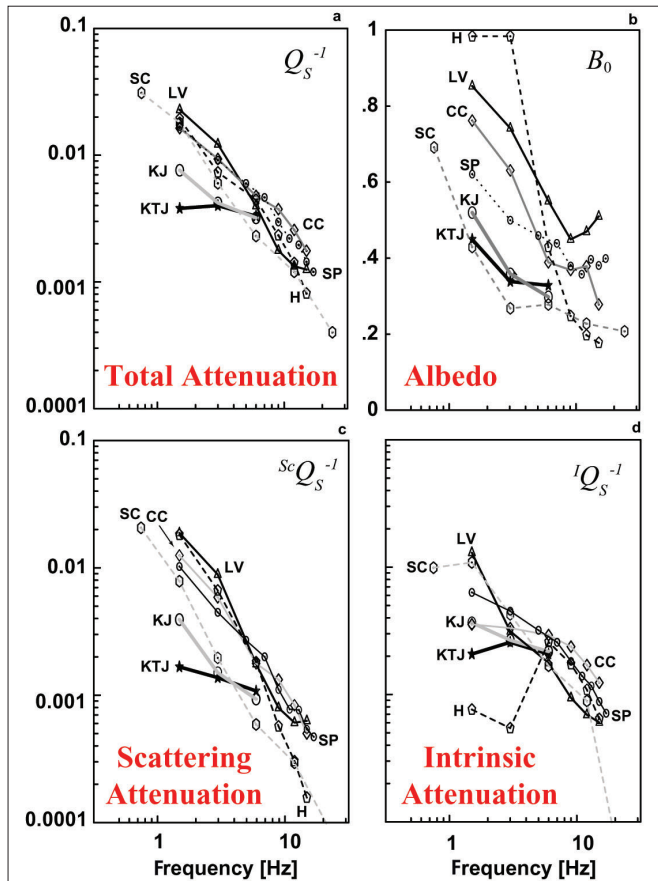 a
Q_S^-1
0.1
0.01
0.001
0.0001
SC
LV
KJ
KTJ
CC
SP
H
Total Attenuation
b
B_0
1
.8
.6
.4
.2
0
H
LV
CC
SC
SP
KJ
KTJ
Albedo
c
^Sc Q_S^-1
0.1
0.01
0.001
0.0001
SC
CC
LV
KJ
KTJ
SP
H
Scattering
Attenuation
1
10
Frequency [Hz]
d
^I Q_S^-1
LV
SC
KJ
KTJ
CC
H
SP
Intrinsic
Attenuation
1
10
Frequency [Hz]